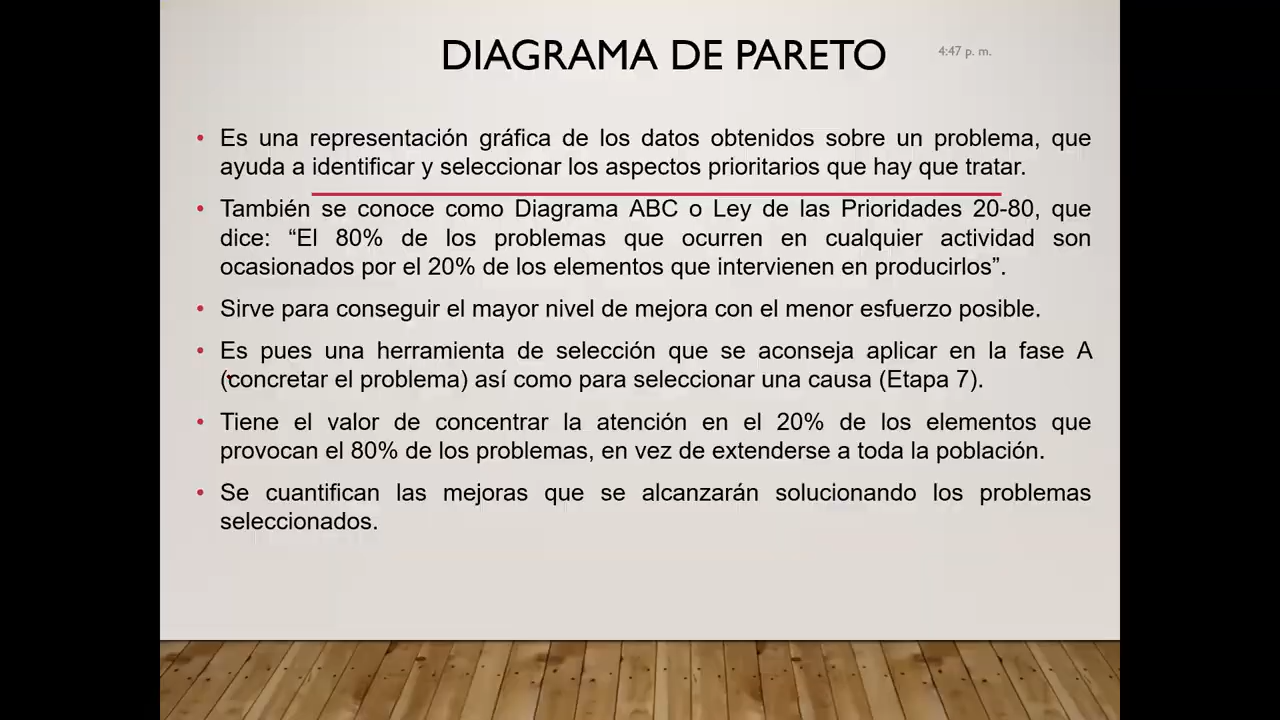 DIAGRAMA DE PARETO
4:47 p. m.
• Es una representación gráfica de los datos obtenidos sobre un problema, que
ayuda a identificar y seleccionar los aspectos prioritarios que hay que tratar.
• También se conoce como Diagrama ABC o Ley de las Prioridades 20-80, que
dice: “El 80% de los problemas que ocurren en cualquier actividad son
ocasionados por el 20% de los elementos que intervienen en producirlos”.
• Sirve para conseguir el mayor nivel de mejora con el menor esfuerzo posible.
• Es pues una herramienta de selección que se aconseja aplicar en la fase A
(concretar el problema) así como para seleccionar una causa (Etapa 7).
• Tiene el valor de concentrar la atención en el 20% de los elementos que
provocan el 80% de los problemas, en vez de extenderse a toda la población.
• Se cuantifican las mejoras que se alcanzarán solucionando los problemas
seleccionados.